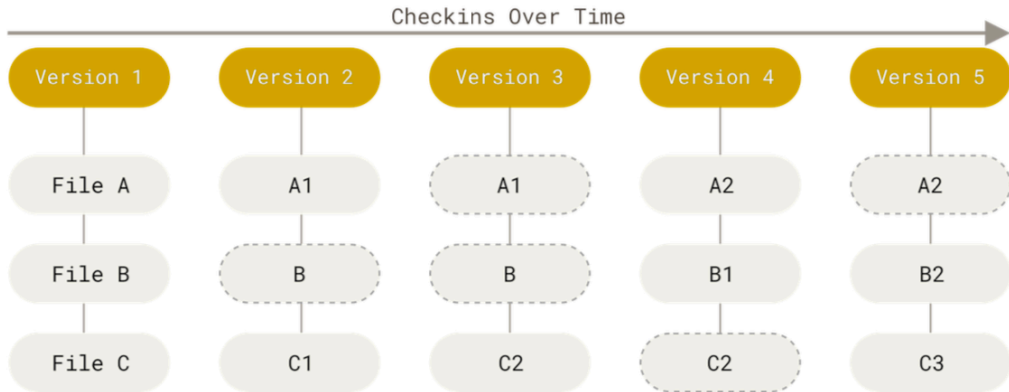 Checkins Over Time
Version 1 Version 2 Version 3 Version 4 Version 5
File A A1 A1 A2 A2
File B B B B1 B2
File C C1 C2 C2 C3